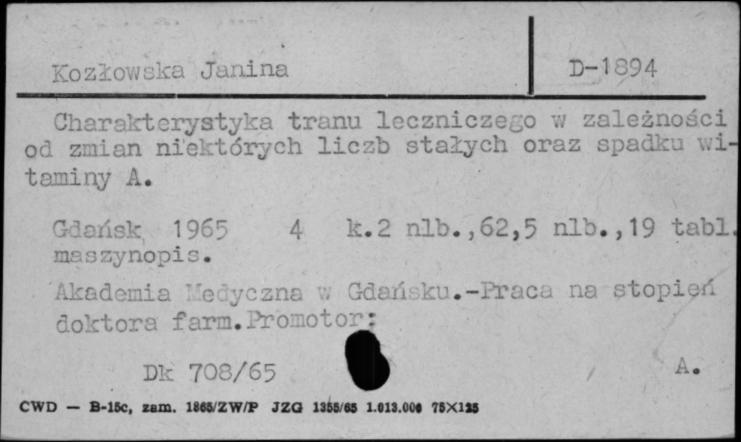 Kozłowska Janina D-1894
Charakterystyka tranu leczniczego w zależności
od zmian niektórych liczb stałych oraz spadku wi-
taminy A.
Gdańsk 1965 4 k.2 nlb.,62,5 nlb.,19 tabl.
maszynopis.
Akademia Medyczna w Gdańsku.-Praca na stopień
doktora farm.Promotor:
Dk 708/65 A.
CWD — B-15c, zam. 1865/ZW/P JZG 1355/65 1.013.000 75X125